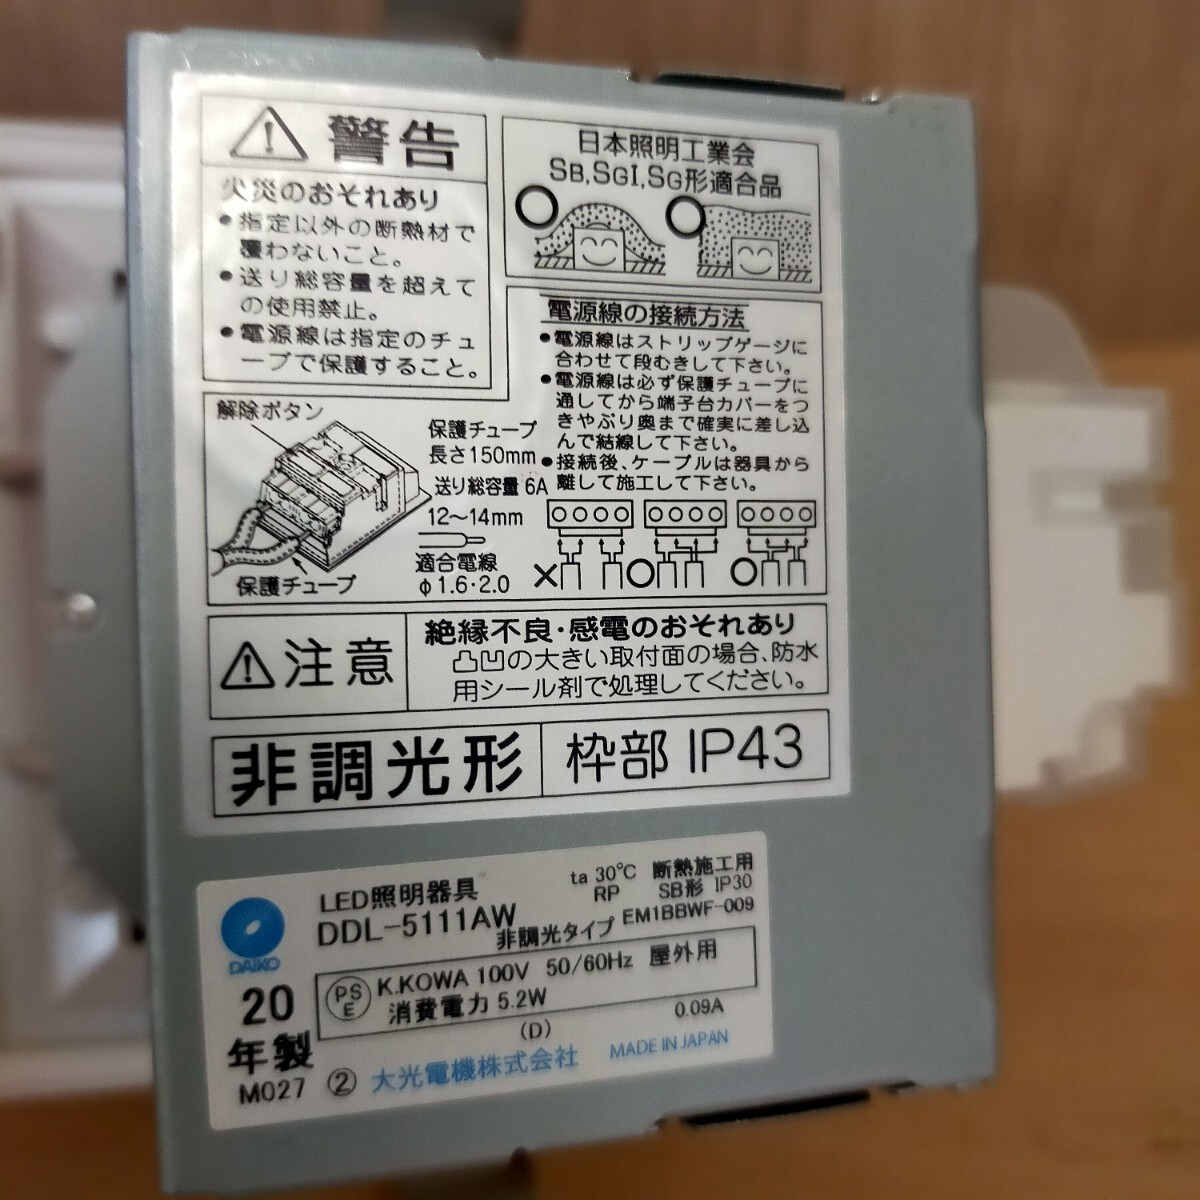 警告
火災のおそれあり
●指定以外の断熱材で
覆わないこと。
●送り総容量を超えて
の使用禁止。
●電源線は指定のチュ
ーブで保護すること。
日本照明工業会
SB,SGI,SG形適合品
電源線の接続方法
●電源線はストリップゲージに
合わせて段むきして下さい。
●電源線は必ず保護チューブに
通してから端子台カバーをつ
きやぶり奥まで確実に差し込
んで結線して下さい。
●接続後、ケーブルは器具から
離して施工して下さい。
解除ボタン
保護チューブ
長さ150mm
送り総容量 6A
12～14mm
適合電線
φ1.6・2.0
保護チューブ
注意
絶縁不良・感電のおそれあり
凸凹の大きい取付面の場合、防水
用シール剤で処理してください。
非調光形
枠部 IP43
DAIKO
LED照明器具
DDL-5111AW
非調光タイプ
ta 30℃ 断熱施工用
RP SB形 IP30
EM1BBWF-009
20
年製
M027
PS
E
K.KOWA 100V 50/60Hz 屋外用
消費電力 5.2W
0.09A
(D)
② 大光電機株式会社
MADE IN JAPAN